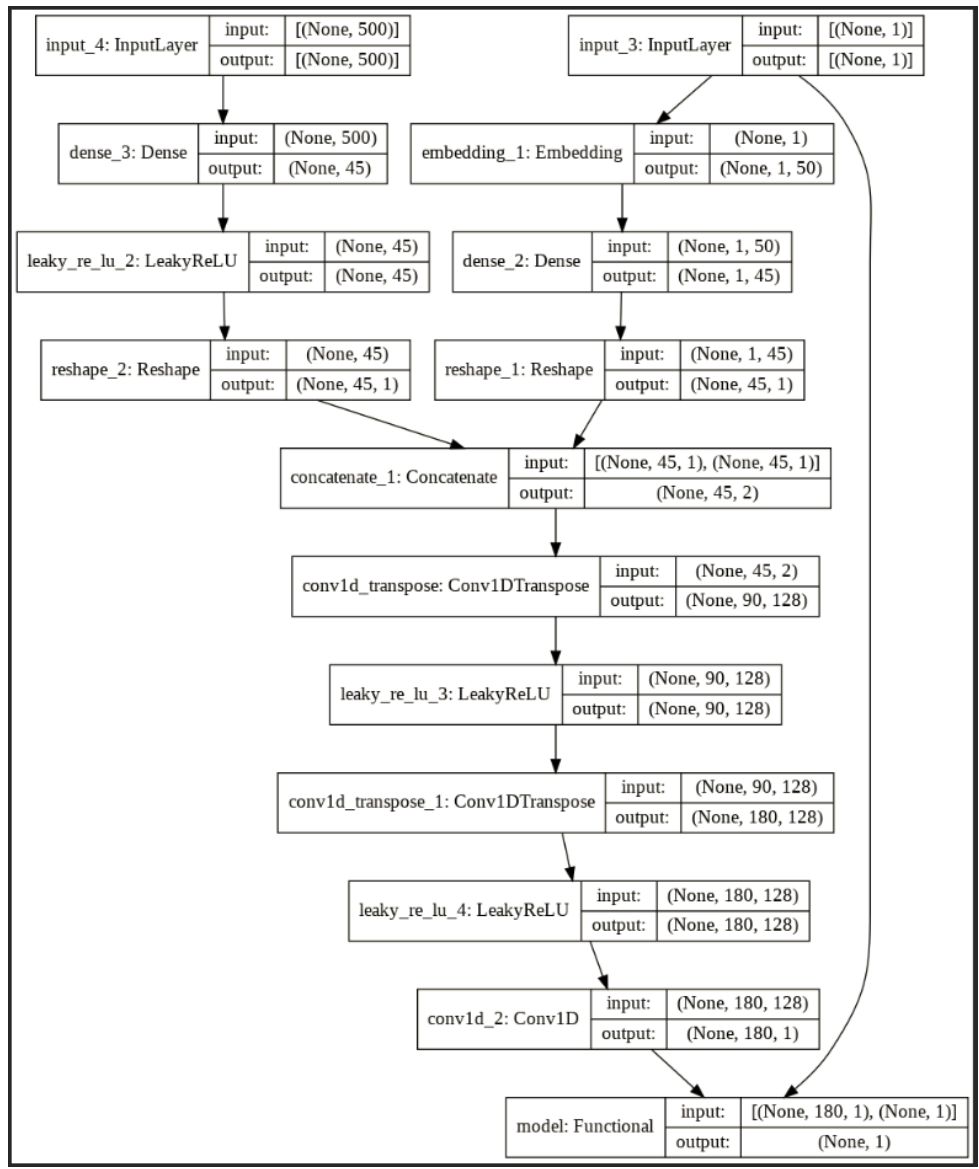 input_4: InputLayer
input: [(None, 500)]
output: [(None, 500)]
input_3: InputLayer
input: [(None, 1)]
output: [(None, 1)]
dense_3: Dense
input: (None, 500)
output: (None, 45)
embedding_1: Embedding
input: (None, 1)
output: (None, 1, 50)
leaky_re_lu_2: LeakyReLU
input: (None, 45)
output: (None, 45)
dense_2: Dense
input: (None, 1, 50)
output: (None, 1, 45)
reshape_2: Reshape
input: (None, 45)
output: (None, 45, 1)
reshape_1: Reshape
input: (None, 1, 45)
output: (None, 45, 1)
concatenate_1: Concatenate
input: [(None, 45, 1), (None, 45, 1)]
output: (None, 45, 2)
conv1d_transpose: Conv1DTranspose
input: (None, 45, 2)
output: (None, 90, 128)
leaky_re_lu_3: LeakyReLU
input: (None, 90, 128)
output: (None, 90, 128)
conv1d_transpose_1: Conv1DTranspose
input: (None, 90, 128)
output: (None, 180, 128)
leaky_re_lu_4: LeakyReLU
input: (None, 180, 128)
output: (None, 180, 128)
conv1d_2: Conv1D
input: (None, 180, 128)
output: (None, 180, 1)
model: Functional
input: [(None, 180, 1), (None, 1)]
output: (None, 1)